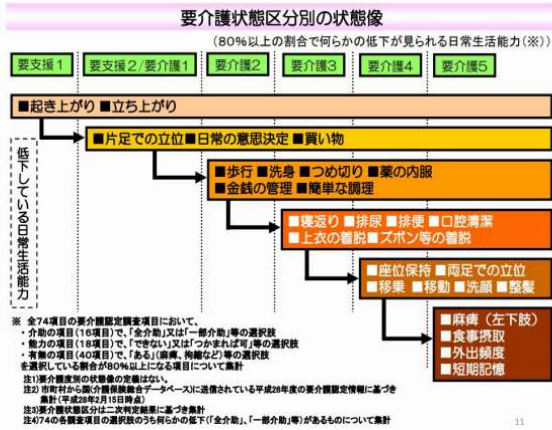 要介護状態区分別の状態像
(80%以上の割合で何らかの低下が見られる日常生活能力(※))
要支援1
要支援2/要介護1
要介護2
要介護3
要介護4
要介護5
■起き上がり ■立ち上がり
■片足での立位■日常の意思決定■買い物
■歩行 ■洗身 ■つめ切り ■薬の内服
■金銭の管理 ■簡単な調理
■寝返り ■排尿 ■排便 ■口腔清潔
■上衣の着脱■ズボン等の着脱
■座位保持 ■両足での立位
■移乗 ■移動 ■洗顔 ■整髪
■麻痺(左下肢)
■食事摂取
■外出頻度
■短期記憶
低下している日常生活能力
※ 全74項目の要介護認定調査項目において、
・介助の項目(16項目)で、「全介助」又は「一部介助」等の選択肢
・能力の項目(18項目)で、「できない」又は「つかまれば可」等の選択肢
・有無の項目(40項目)で、「ある」(麻痺、拘縮など)等の選択肢
を選択している割合が80%以上になる項目について集計
注1)要介護度別の状態像の定義はない。
注2)市町村から国(介護保険総合データベース)に送信されている平成26年度の要介護認定情報に基づき
集計(平成28年2月15日時点)
注3)要介護状態区分は二次判定結果に基づき集計
注4)74の各調査項目の選択肢のうち何らかの低下(「全介助」、「一部介助」等)があるものについて集計
11